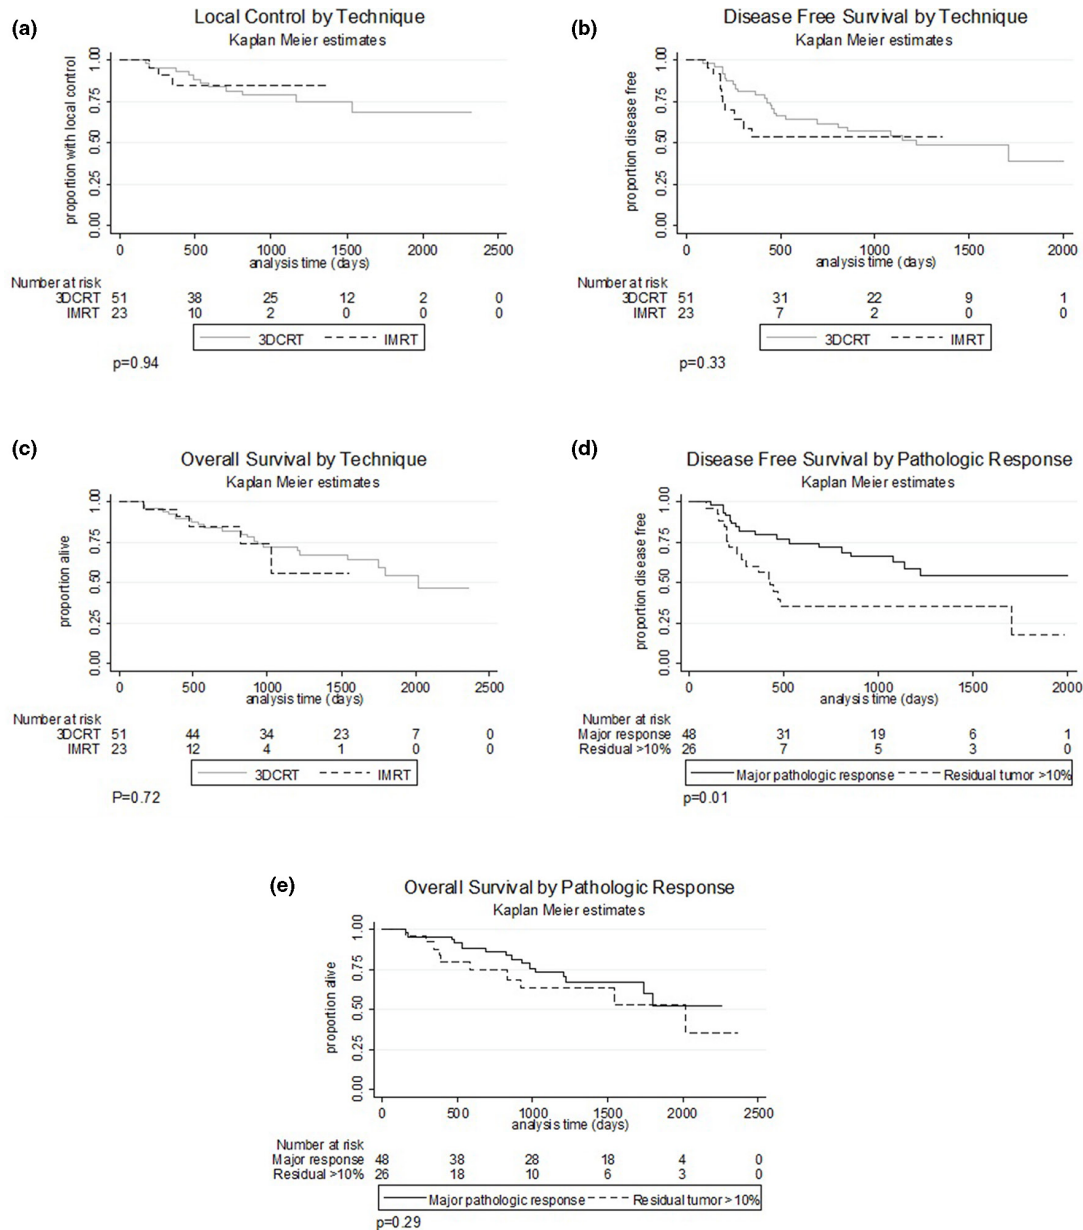 (a)
Local Control by Technique
Kaplan Meier estimates
proportion with local control
1.00
0.75
0.50
0.25
0.00
0 500 1000 1500 2000 2500
analysis time (days)
Number at risk
3DCRT 51 38 25 12 2 0
IMRT 23 10 2 0 0 0
3DCRT IMRT
p=0.94
(b)
Disease Free Survival by Technique
Kaplan Meier estimates
proportion disease free
1.00
0.75
0.50
0.25
0.00
0 500 1000 1500 2000
analysis time (days)
Number at risk
3DCRT 51 31 22 9 1
IMRT 23 7 2 0 0
3DCRT IMRT
p=0.33
(c)
Overall Survival by Technique
Kaplan Meier estimates
proportion alive
1.00
0.75
0.50
0.25
0.00
0 500 1000 1500 2000 2500
analysis time (days)
Number at risk
3DCRT 51 44 34 23 7 0
IMRT 23 12 4 1 0 0
3DCRT IMRT
P=0.72
(d)
Disease Free Survival by Pathologic Response
Kaplan Meier estimates
proportion disease free
1.00
0.75
0.50
0.25
0.00
0 500 1000 1500 2000
analysis time (days)
Number at risk
Major response 48 31 19 6 1
Residual >10% 26 7 5 3 0
Major pathologic response Residual tumor >10%
p=0.01
(e)
Overall Survival by Pathologic Response
Kaplan Meier estimates
proportion alive
1.00
0.75
0.50
0.25
0.00
0 500 1000 1500 2000 2500
analysis time (days)
Number at risk
Major response 48 38 28 18 4 0
Residual >10% 26 18 10 6 3 0
Major pathologic response Residual tumor >10%
p=0.29